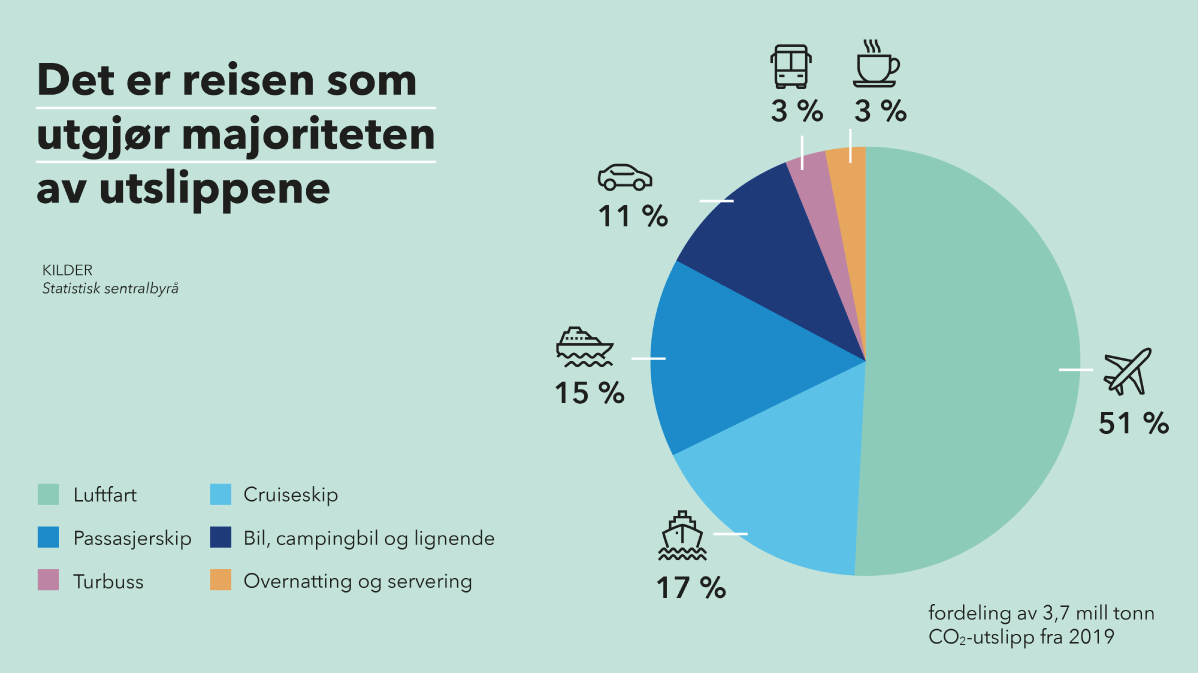 Det er reisen som
utgjør majoriteten
av utslippene
KILDER
Statistisk sentralbyrå
3 %
3 %
11 %
15 %
51 %
17 %
Luftfart
Cruiseskip
Passasjerskip
Bil, campingbil og lignende
Turbuss
Overnatting og servering
fordeling av 3,7 mill tonn
CO₂-utslipp fra 2019